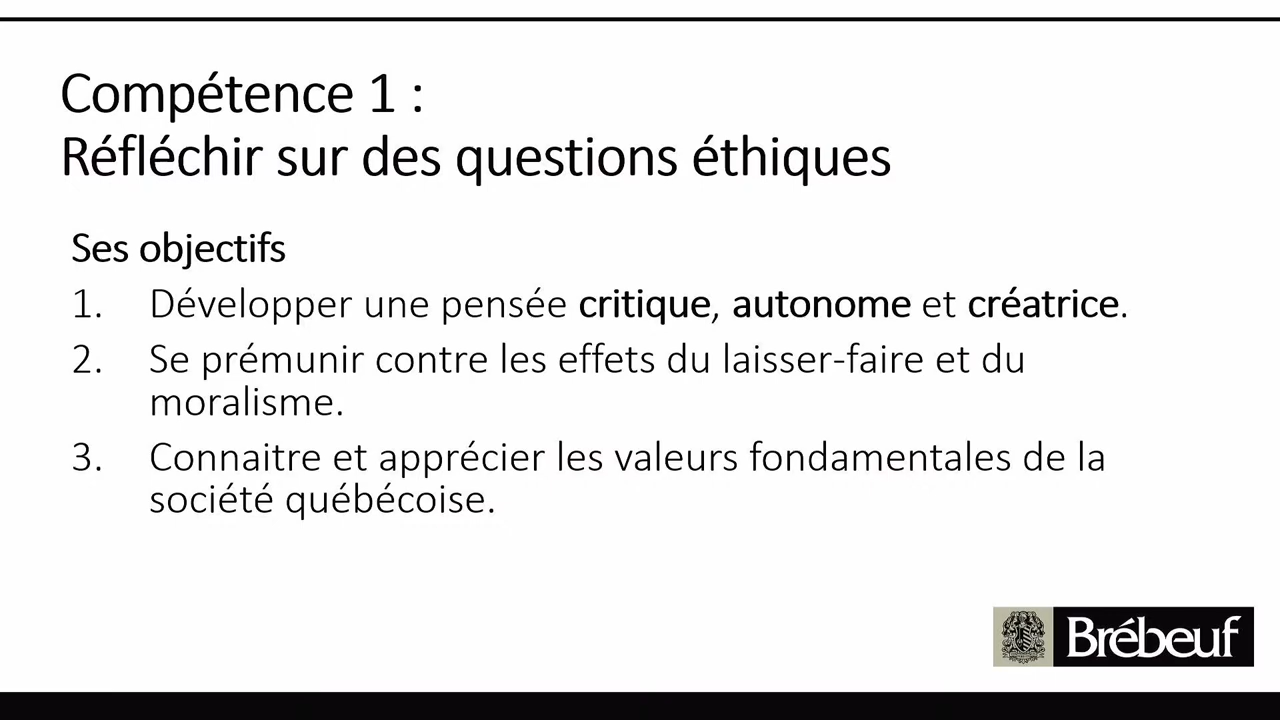 Compétence 1 :
Réfléchir sur des questions éthiques
Ses objectifs
1. Développer une pensée critique, autonome et créatrice.
2. Se prémunir contre les effets du laisser-faire et du
moralisme.
3. Connaitre et apprécier les valeurs fondamentales de la
société québécoise.
Brébeuf